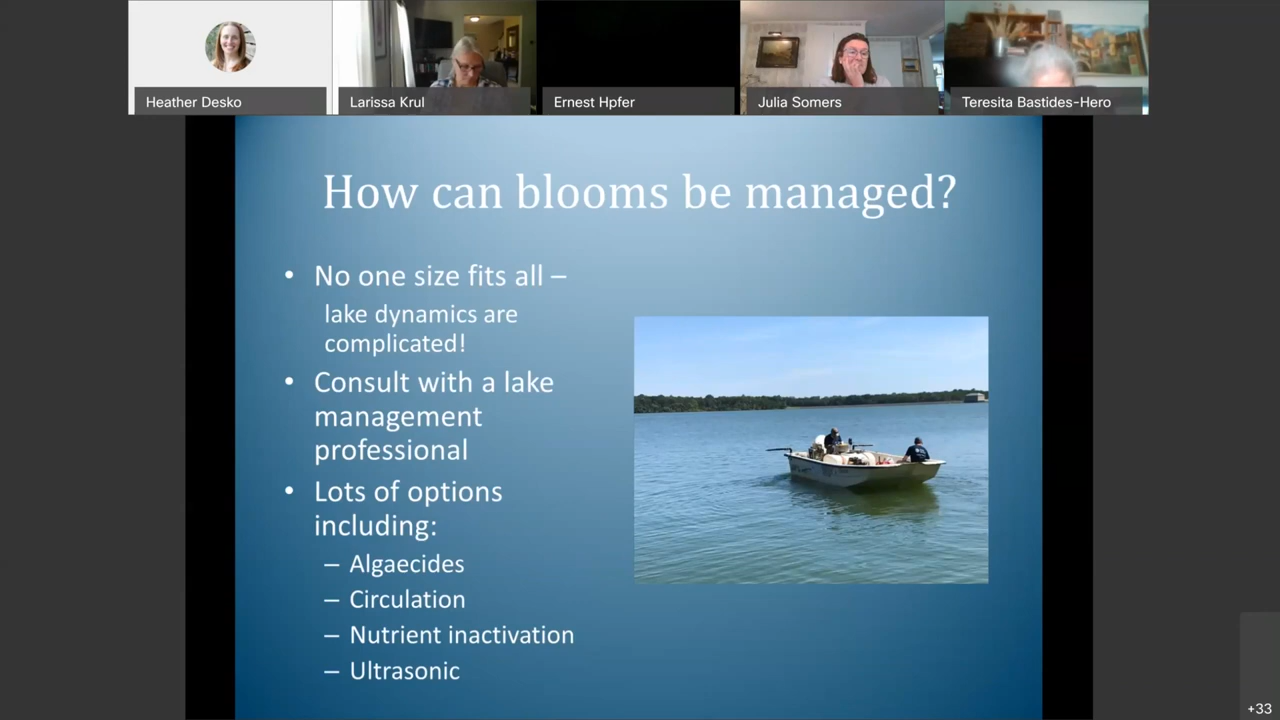 Heather Desko
Larissa Krul
Ernest Hpfer
Julia Somers
Teresita Bastides-Hero
How can blooms be managed?
• No one size fits all –
lake dynamics are
complicated!
• Consult with a lake
management
professional
• Lots of options
including:
– Algaecides
– Circulation
– Nutrient inactivation
– Ultrasonic
+33